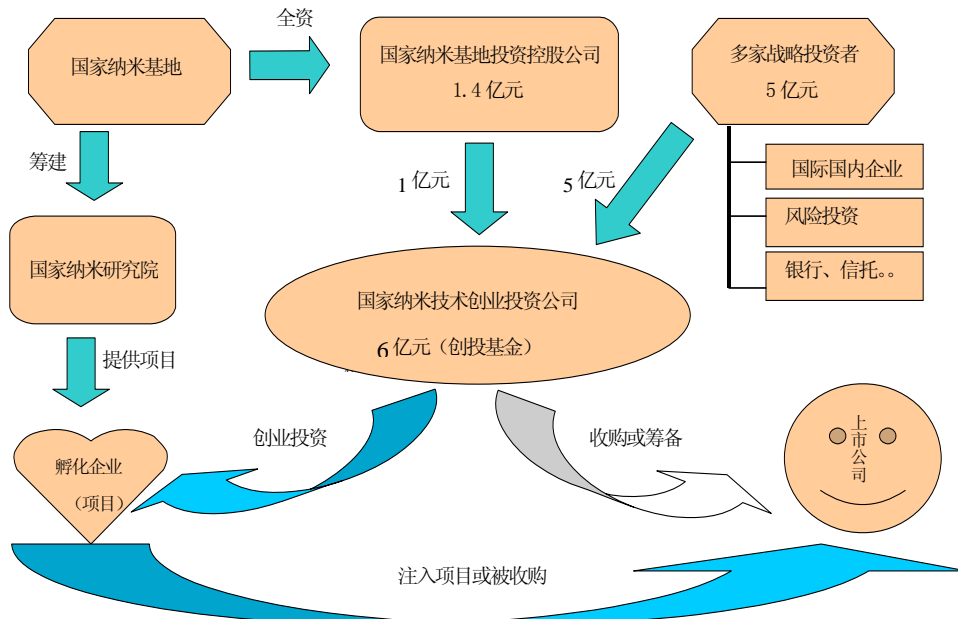 全资
国家纳米基地
国家纳米基地投资控股公司
1.4 亿元
多家战略投资者
5 亿元
筹建
1 亿元
5 亿元
国际国内企业
风险投资
银行、信托。。
国家纳米研究院
国家纳米技术创业投资公司
6 亿元（创投基金）
提供项目
创业投资
收购或筹备
上市公司
孵化企业
（项目）
注入项目或被收购